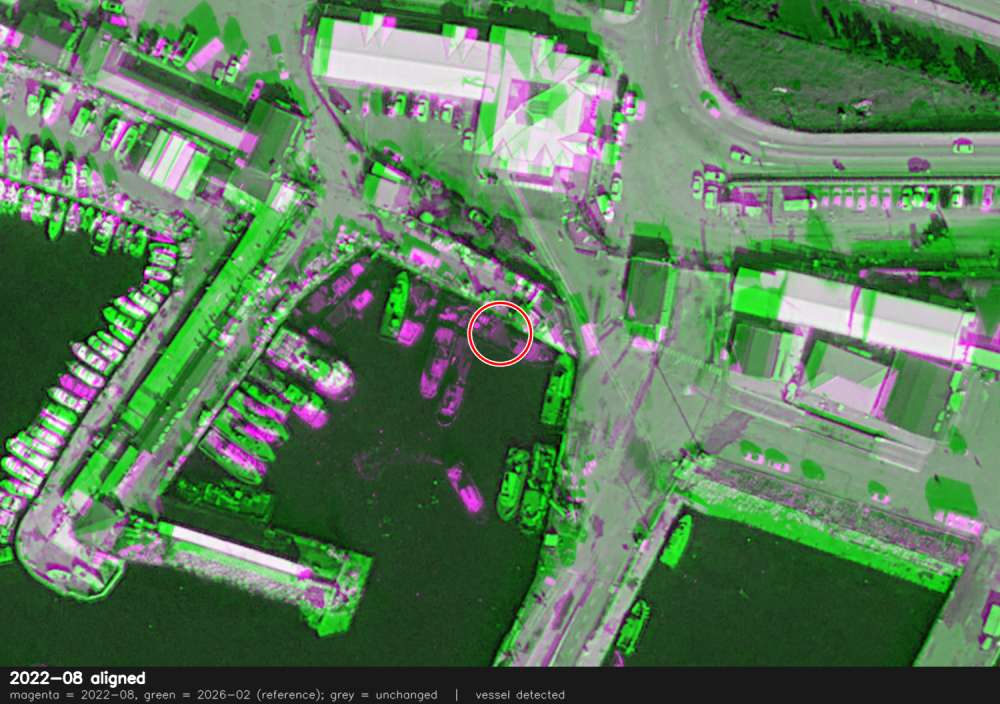 2022-08 aligned
magenta = 2022-08, green = 2026-02 (reference); grey = unchanged | vessel detected